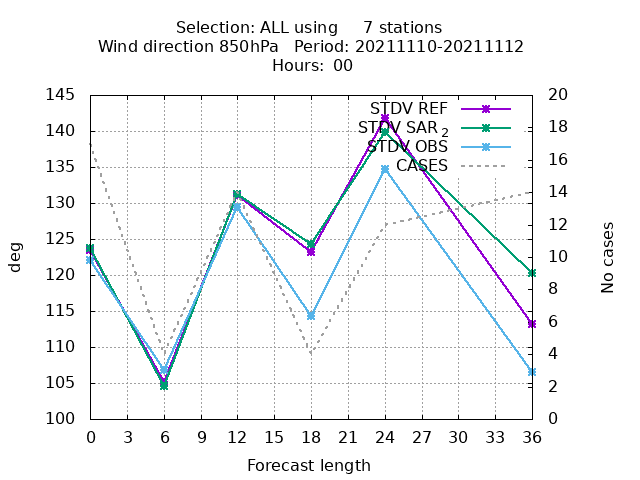 Selection: ALL using 7 stations
Wind direction 850hPa Period: 20211110-20211112
Hours: 00
145
140
135
130
125
120
115
110
105
100
deg
STDV REF
STDV SAR 2
STDV OBS
CASES
20
18
16
14
12
10
8
6
4
2
0
No cases
0 3 6 9 12 15 18 21 24 27 30 33 36
Forecast length